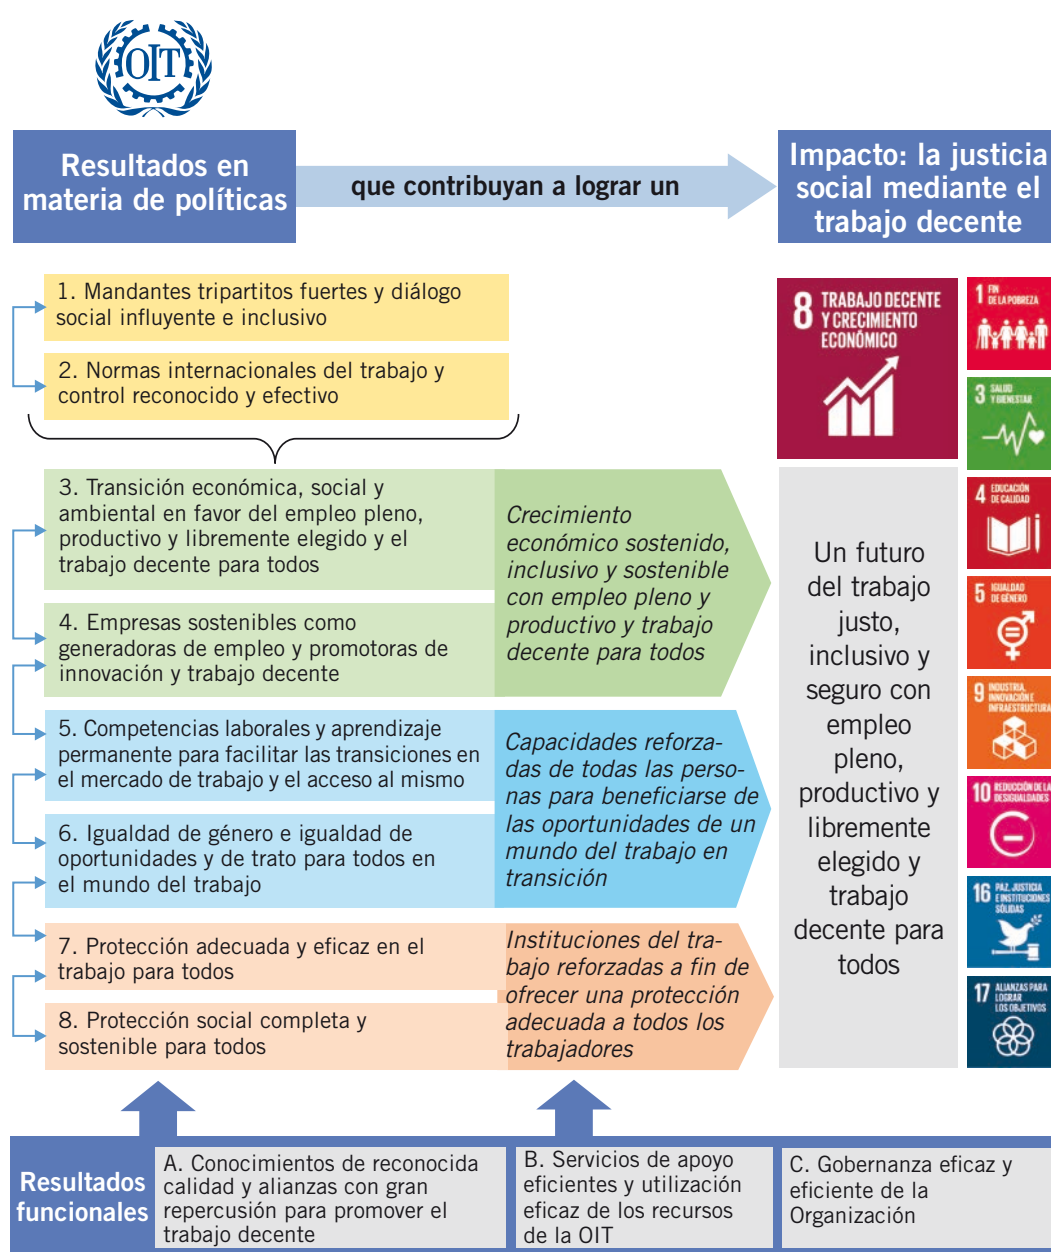 OIT
Resultados en
materia de políticas
que contribuyan a lograr un
Impacto: la justicia
social mediante el
trabajo decente
1. Mandantes tripartitos fuertes y diálogo
social influyente e inclusivo
2. Normas internacionales del trabajo y
control reconocido y efectivo
3. Transición económica, social y
ambiental en favor del empleo pleno,
productivo y libremente elegido y el
trabajo decente para todos
4. Empresas sostenibles como
generadoras de empleo y promotoras de
innovación y trabajo decente
Crecimiento
económico sostenido,
inclusivo y sostenible
con empleo pleno y
productivo y trabajo
decente para todos
5. Competencias laborales y aprendizaje
permanente para facilitar las transiciones en
el mercado de trabajo y el acceso al mismo
6. Igualdad de género e igualdad de
oportunidades y de trato para todos en
el mundo del trabajo
Capacidades reforza-
das de todas las perso-
nas para beneficiarse de
las oportunidades de un
mundo del trabajo en
transición
7. Protección adecuada y eficaz en el
trabajo para todos
8. Protección social completa y
sostenible para todos
Instituciones del tra-
bajo reforzadas a fin de
ofrecer una protección
adecuada a todos los
trabajadores
8 TRABAJO DECENTE
Y CRECIMIENTO
ECONÓMICO
Un futuro
del trabajo
justo,
inclusivo y
seguro con
empleo
pleno,
productivo y
libremente
elegido y
trabajo
decente para
todos
1 FIN
DE LA POBREZA
3 SALUD
Y BIENESTAR
4 EDUCACIÓN
DE CALIDAD
5 IGUALDAD
DE GÉNERO
9 INDUSTRIA,
INNOVACIÓN E
INFRAESTRUCTURA
10 REDUCCIÓN DE LAS
DESIGUALDADES
16 PAZ, JUSTICIA
E INSTITUCIONES
SÓLIDAS
17 ALIANZAS PARA
LOGRAR
LOS OBJETIVOS
Resultados
funcionales
A. Conocimientos de reconocida
calidad y alianzas con gran
repercusión para promover el
trabajo decente
B. Servicios de apoyo
eficientes y utilización
eficaz de los recursos
de la OIT
C. Gobernanza eficaz y
eficiente de la
Organización